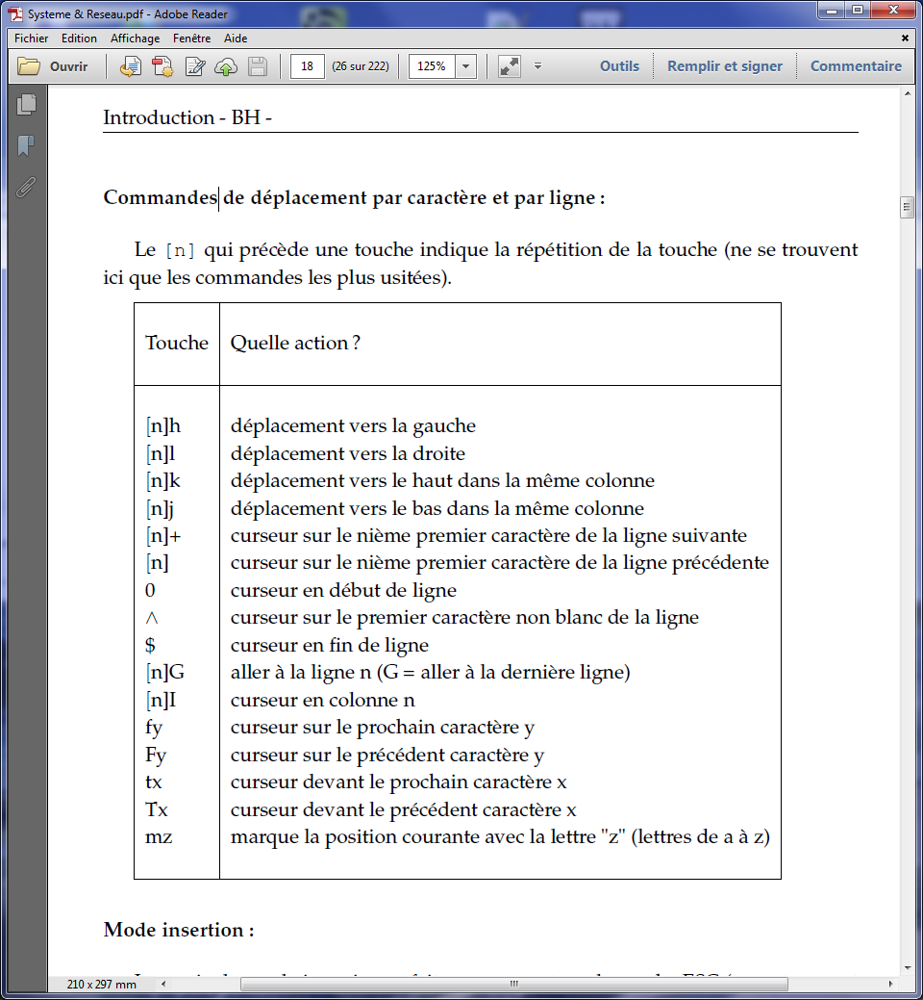 Systeme & Reseau.pdf - Adobe Reader
Fichier Edition Affichage Fenêtre Aide
Ouvrir 18 (26 sur 222) 125% Outils Remplir et signer Commentaire
Introduction - BH -
Commandes de déplacement par caractère et par ligne :
Le [n] qui précède une touche indique la répétition de la touche (ne se trouvent
ici que les commandes les plus usitées).
Touche Quelle action ?
[n]h déplacement vers la gauche
[n]l déplacement vers la droite
[n]k déplacement vers le haut dans la même colonne
[n]j déplacement vers le bas dans la même colonne
[n]+ curseur sur le nième premier caractère de la ligne suivante
[n] curseur sur le nième premier caractère de la ligne précédente
0 curseur en début de ligne
^ curseur sur le premier caractère non blanc de la ligne
$ curseur en fin de ligne
[n]G aller à la ligne n (G = aller à la dernière ligne)
[n]I curseur en colonne n
fy curseur sur le prochain caractère y
Fy curseur sur le précédent caractère y
tx curseur devant le prochain caractère x
Tx curseur devant le précédent caractère x
mz marque la position courante avec la lettre "z" (lettres de a à z)
Mode insertion :
210 x 297 mm